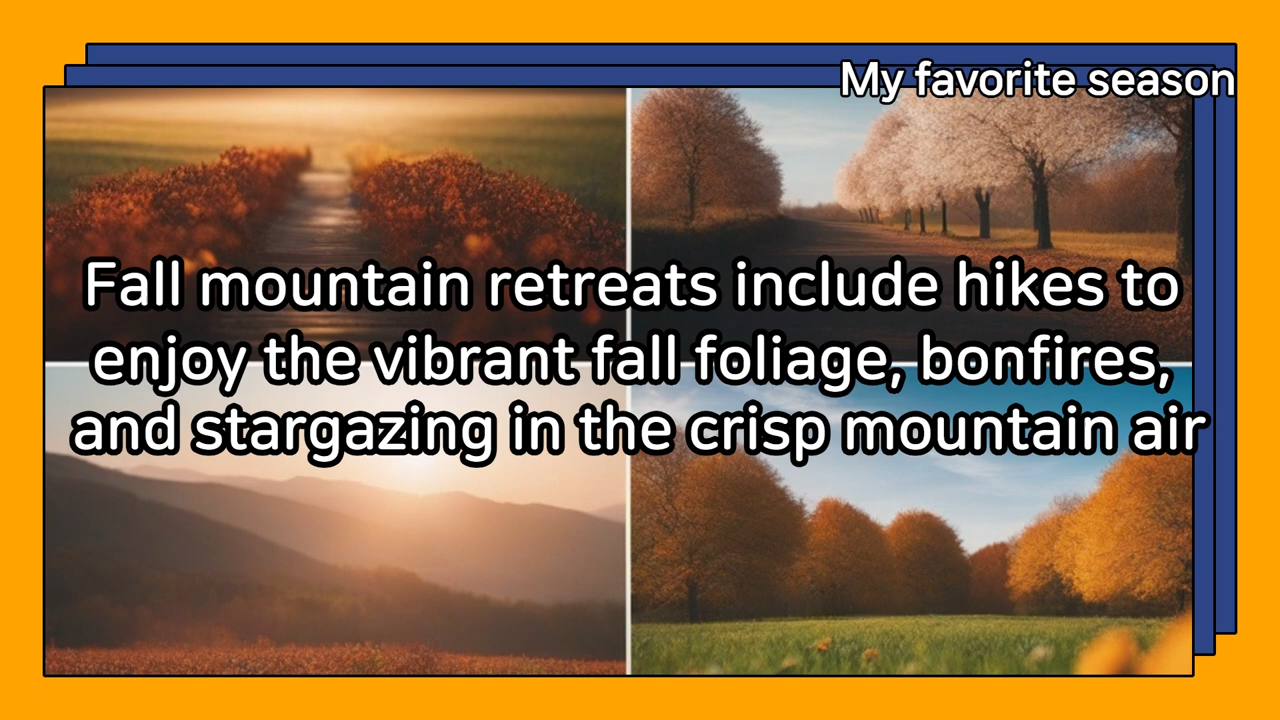 My favorite season
Fall mountain retreats include hikes to
enjoy the vibrant fall foliage, bonfires,
and stargazing in the crisp mountain air